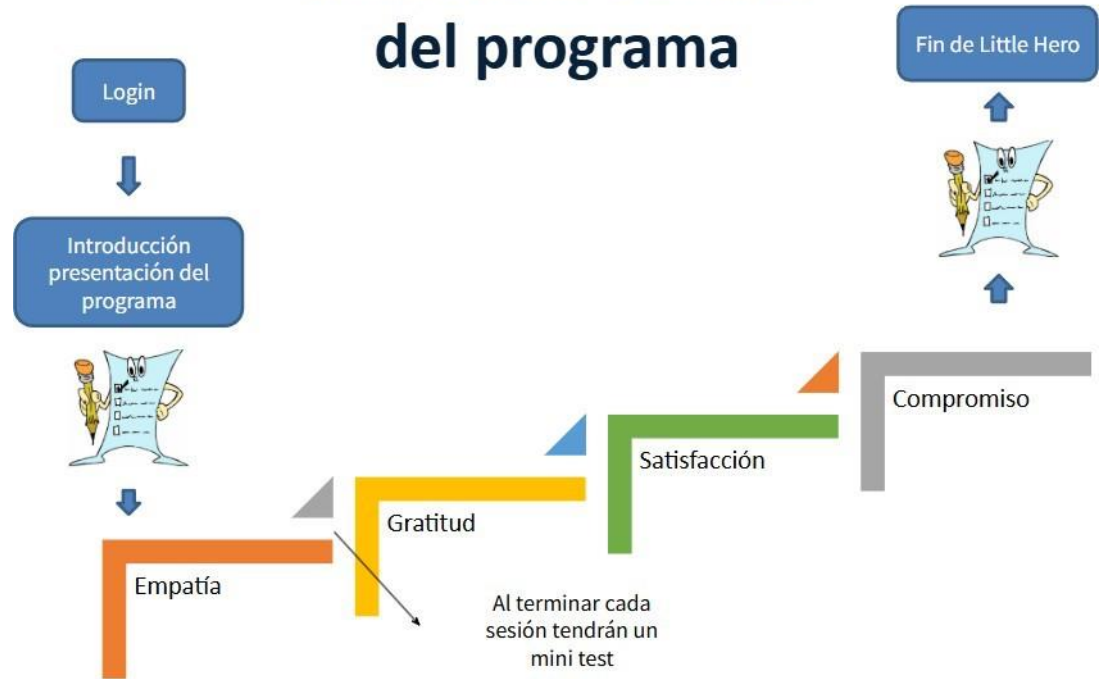 del programa
Login
Introducción
presentación del
programa
Empatía
Gratitud
Satisfacción
Compromiso
Al terminar cada
sesión tendrán un
mini test
Fin de Little Hero